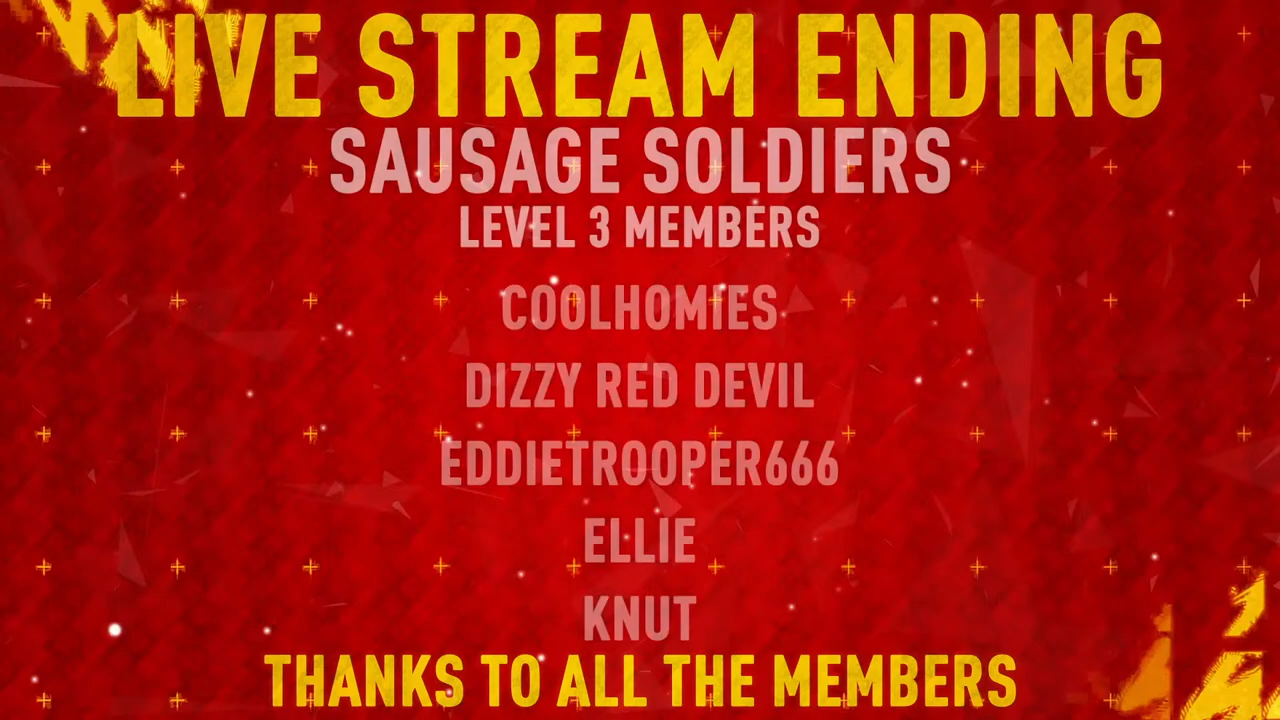 LIVE STREAM ENDING
SAUSAGE SOLDIERS
LEVEL 3 MEMBERS
COOLHOMIES
DIZZY RED DEVIL
EDDIETROOPER666
ELLIE
KNUT
THANKS TO ALL THE MEMBERS